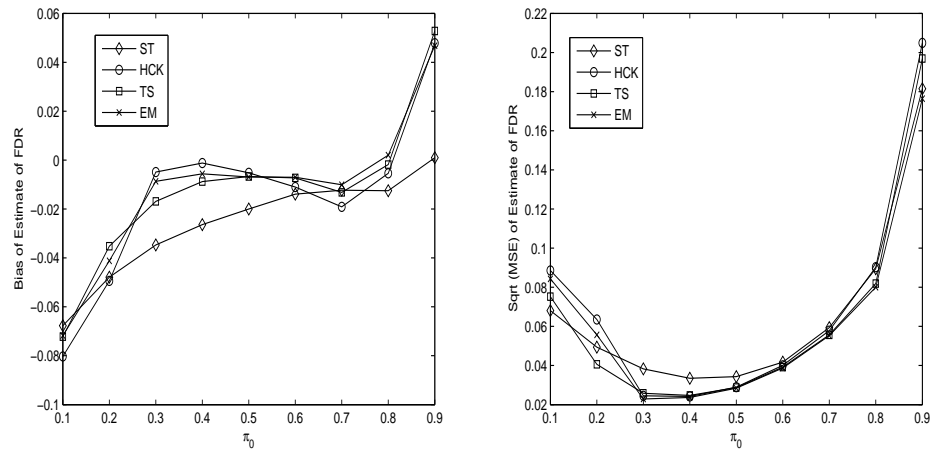 0.06
0.04
0.02
0
−0.02
−0.04
−0.06
−0.08
−0.1
Bias of Estimate of FDR
ST
HCK
TS
EM
0.1 0.2 0.3 0.4 0.5 0.6 0.7 0.8 0.9
π0
0.22
0.2
0.18
0.16
0.14
0.12
0.1
0.08
0.06
0.04
0.02
Sqrt (MSE) of Estimate of FDR
ST
HCK
TS
EM
0.1 0.2 0.3 0.4 0.5 0.6 0.7 0.8 0.9
π0